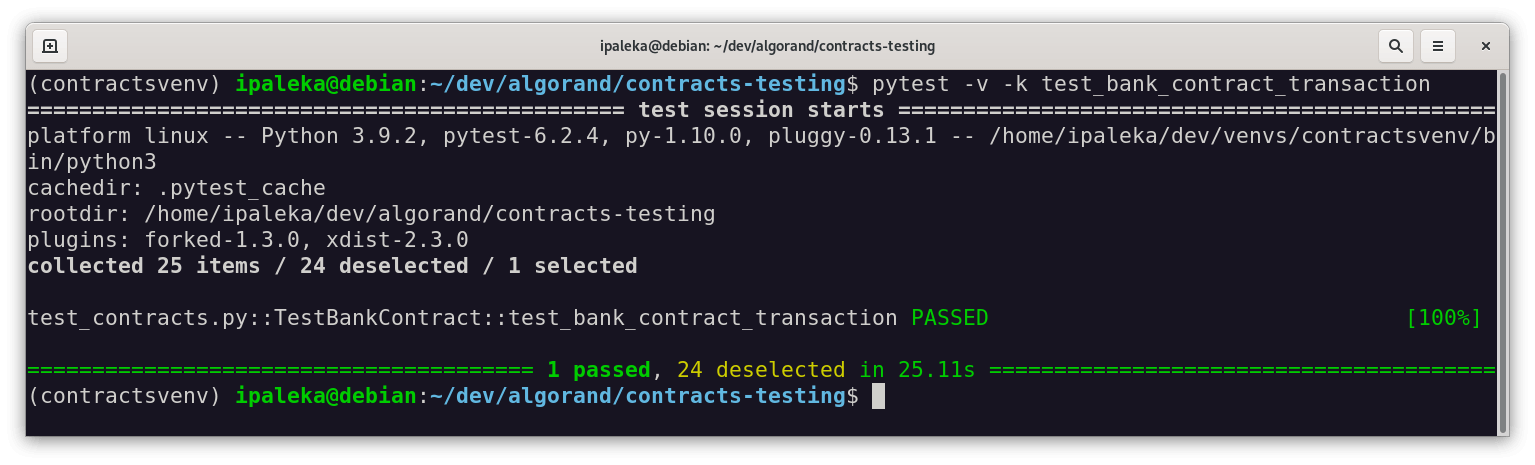 ipaleka@debian: ~/dev/algorand/contracts-testing
(contractsvenv) ipaleka@debian:~/dev/algorand/contracts-testing$ pytest -v -k test_bank_contract_transaction
============================================== test session starts ==============================================
platform linux -- Python 3.9.2, pytest-6.2.4, py-1.10.0, pluggy-0.13.1 -- /home/ipaleka/dev/venvs/contractsvenv/b
in/python3
cachedir: .pytest_cache
rootdir: /home/ipaleka/dev/algorand/contracts-testing
plugins: forked-1.3.0, xdist-2.3.0
collected 25 items / 24 deselected / 1 selected

test_contracts.py::TestBankContract::test_bank_contract_transaction PASSED                                [100%]

======================================= 1 passed, 24 deselected in 25.11s =======================================
(contractsvenv) ipaleka@debian:~/dev/algorand/contracts-testing$